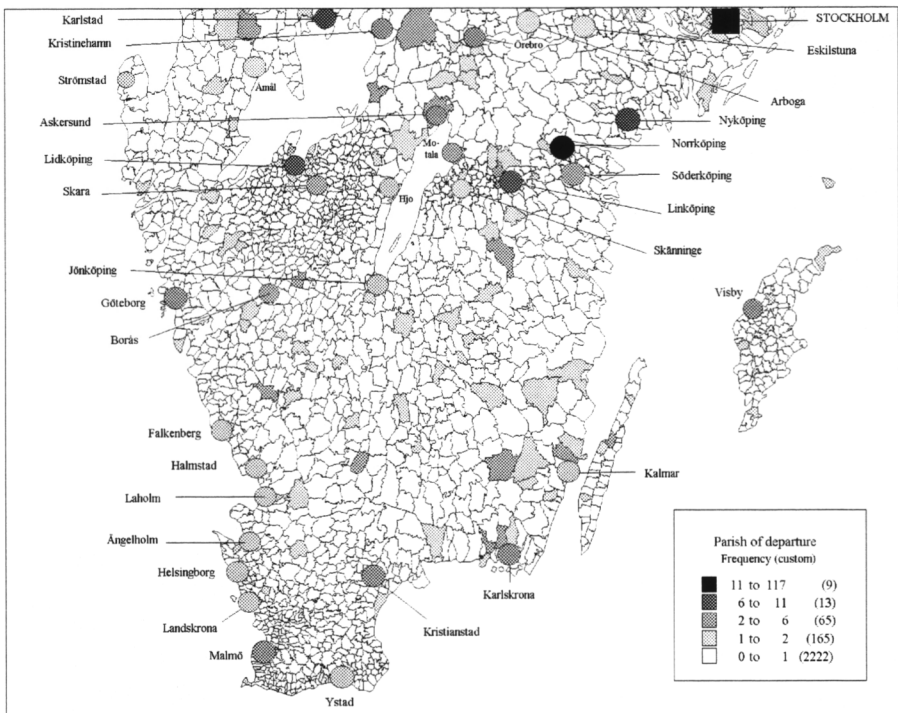 Karlstad
STOCKHOLM
Kristinehamn
Örebro
Eskilstuna
Strömstad
Åmål
Arboga
Askersund
Nyköping
Mo-
tala
Norrköping
Lidköping
Söderköping
Skara
Hjo
Linköping
Skänninge
Jönköping
Visby
Göteborg
Borås
Falkenberg
Halmstad
Kalmar
Laholm
Ängelholm
Helsingborg
Karlskrona
Landskrona
Kristianstad
Malmö
Ystad
Parish of departure
Frequency (custom)
11 to 117 (9)
6 to 11 (13)
2 to 6 (65)
1 to 2 (165)
0 to 1 (2222)